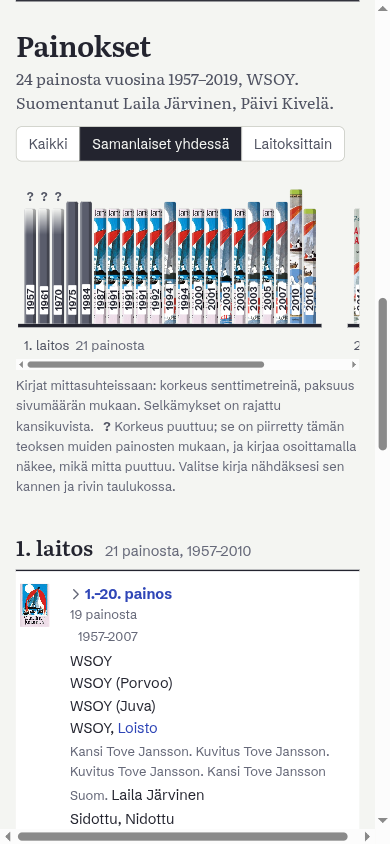 Painokset
24 painosta vuosina 1957–2019, WSOY.
Suomentanut Laila Järvinen, Päivi Kivelä.
Kaikki Samanlaiset yhdessä Laitoksittain
? ? ?
1957 1961 1970 1975 1984 1987 1991 1991 1991 1992 1994 1994 2000 2001 2003 2003 2005 2007 2010 2010
1. laitos 21 painosta 2
Kirjat mittasuhteissaan: korkeus senttimetreinä, paksuus
sivumäärän mukaan. Selkämykset on rajattu
kansikuvista. ? Korkeus puuttuu; se on piirretty tämän
teoksen muiden painosten mukaan, ja kirjaa osoittamalla
näkee, mikä mitta puuttuu. Valitse kirja nähdäksesi sen
kannen ja rivin taulukossa.
1. laitos 21 painosta, 1957–2010
1.–20. painos
19 painosta
1957–2007
WSOY
WSOY (Porvoo)
WSOY (Juva)
WSOY, Loisto
Kansi Tove Jansson. Kuvitus Tove Jansson.
Kuvitus Tove Jansson. Kansi Tove Jansson
Suom. Laila Järvinen
Sidottu, Nidottu